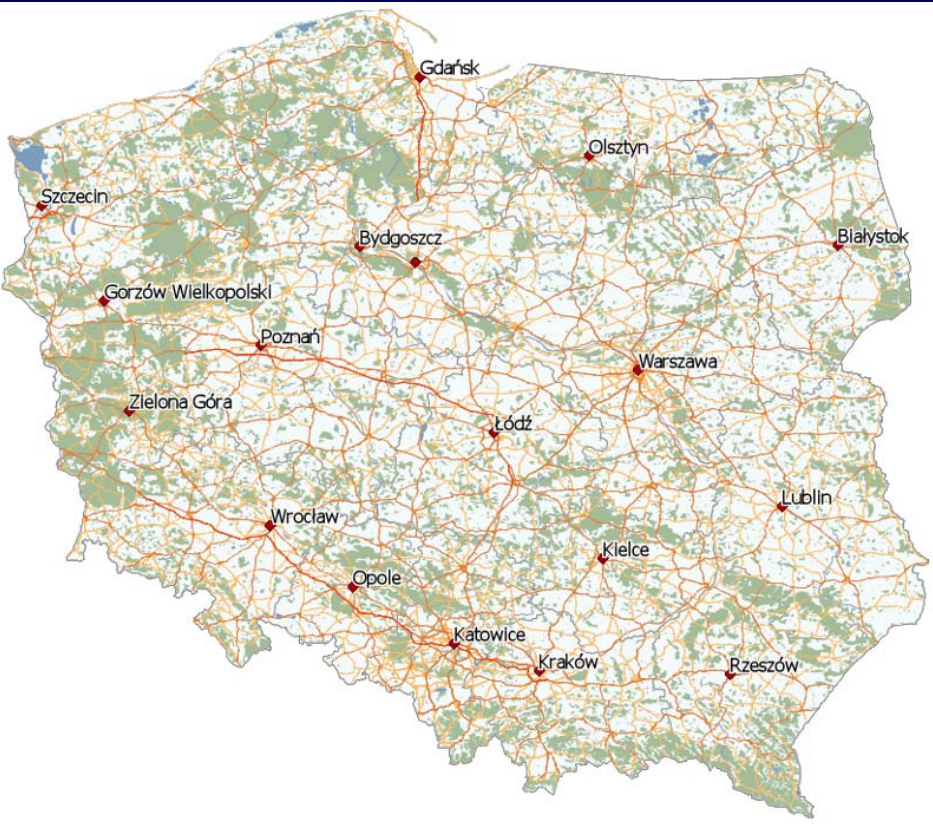 Gdańsk
Olsztyn
Szczecin
Bydgoszcz
Białystok
Gorzów Wielkopolski
Poznań
Warszawa
Zielona Góra
Łódź
Lublin
Wrocław
Kielce
Opole
Katowice
Kraków
Rzeszów